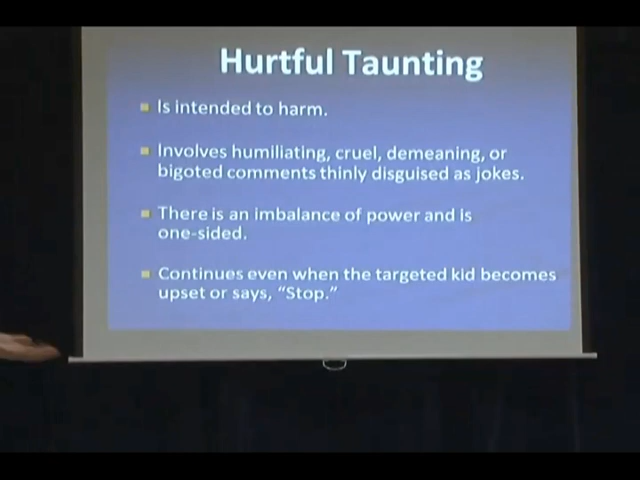 Hurtful Taunting
Is intended to harm.
Involves humiliating, cruel, demeaning, or
bigoted comments thinly disguised as jokes.
There is an imbalance of power and is
one-sided.
Continues even when the targeted kid becomes
upset or says, “Stop.”